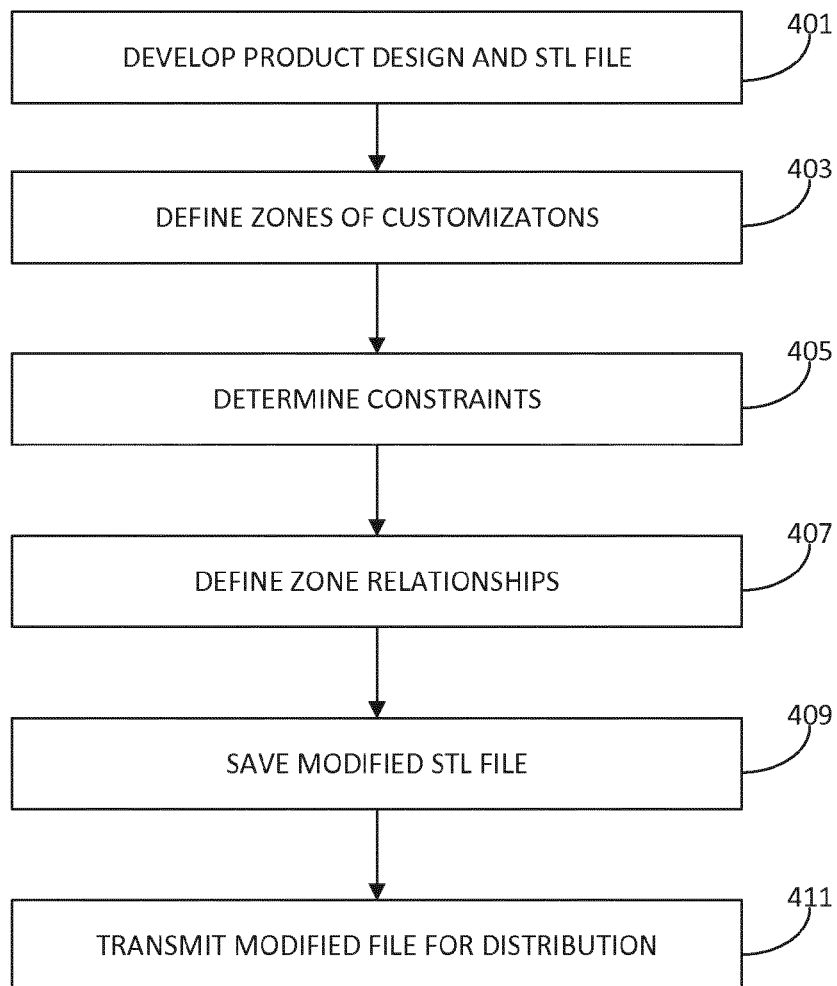 401
DEVELOP PRODUCT DESIGN AND STL FILE
403
DEFINE ZONES OF CUSTOMIZATONS
405
DETERMINE CONSTRAINTS
407
DEFINE ZONE RELATIONSHIPS
409
SAVE MODIFIED STL FILE
411
TRANSMIT MODIFIED FILE FOR DISTRIBUTION